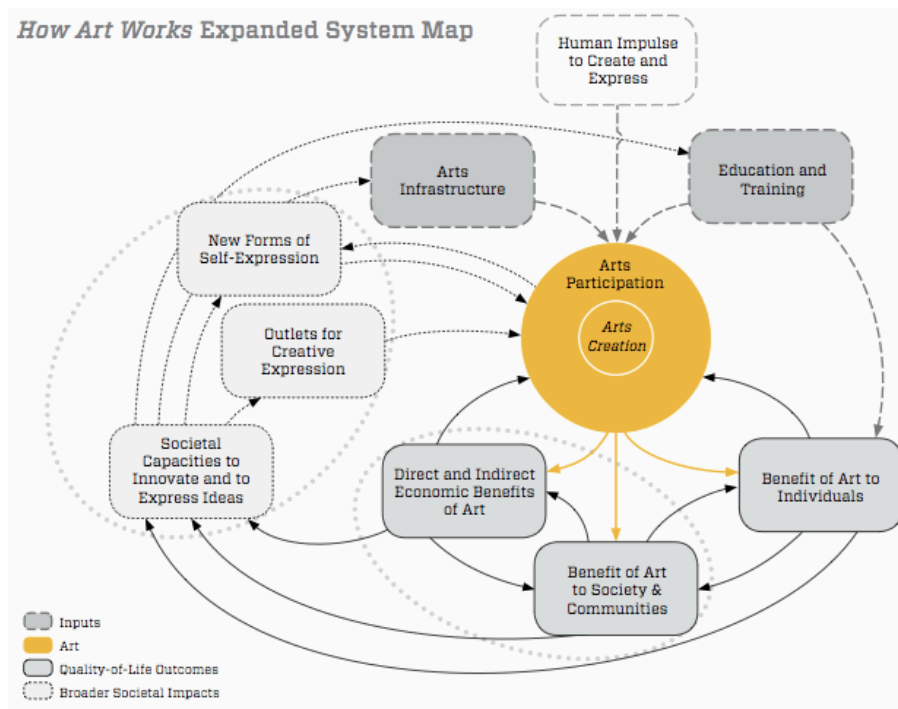 How Art Works Expanded System Map
Human Impulse
to Create and
Express
Arts
Infrastructure
Education and
Training
New Forms of
Self-Expression
Arts
Participation
Arts
Creation
Outlets for
Creative
Expression
Societal
Capacities to
Innovate and to
Express Ideas
Direct and Indirect
Economic Benefits
of Art
Benefit of Art to
Individuals
Benefit of Art
to Society &
Communities
Inputs
Art
Quality-of-Life Outcomes
Broader Societal Impacts